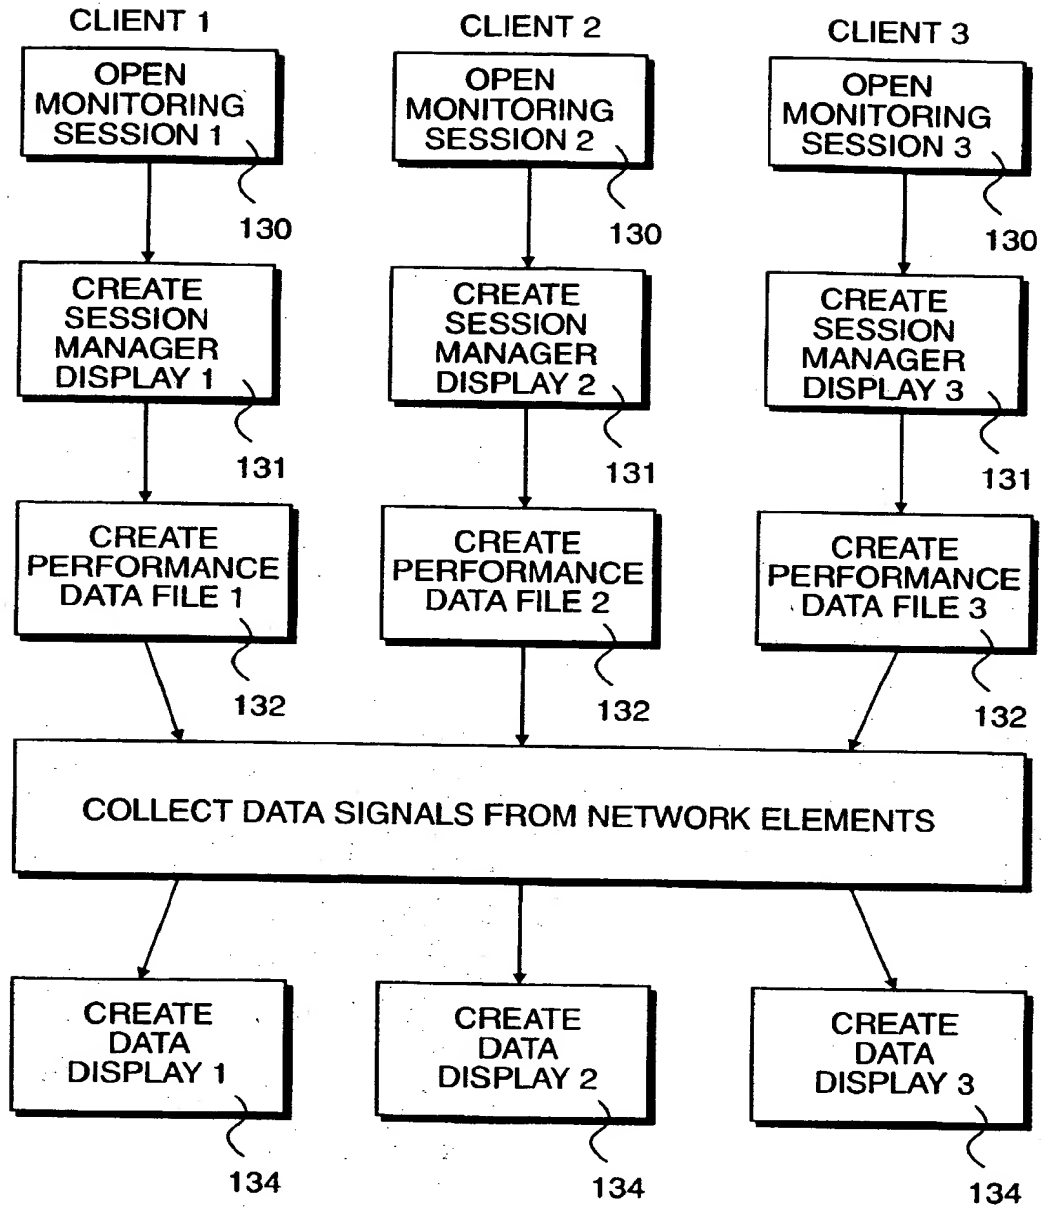 CLIENT 1
OPEN
MONITORING
SESSION 1
130
CREATE
SESSION
MANAGER
DISPLAY 1
131
CREATE
PERFORMANCE
DATA FILE 1
132
CLIENT 2
OPEN
MONITORING
SESSION 2
130
CREATE
SESSION
MANAGER
DISPLAY 2
131
CREATE
PERFORMANCE
DATA FILE 2
132
CLIENT 3
OPEN
MONITORING
SESSION 3
130
CREATE
SESSION
MANAGER
DISPLAY 3
131
CREATE
PERFORMANCE
DATA FILE 3
132
COLLECT DATA SIGNALS FROM NETWORK ELEMENTS
CREATE
DATA
DISPLAY 1
134
CREATE
DATA
DISPLAY 2
134
CREATE
DATA
DISPLAY 3
134